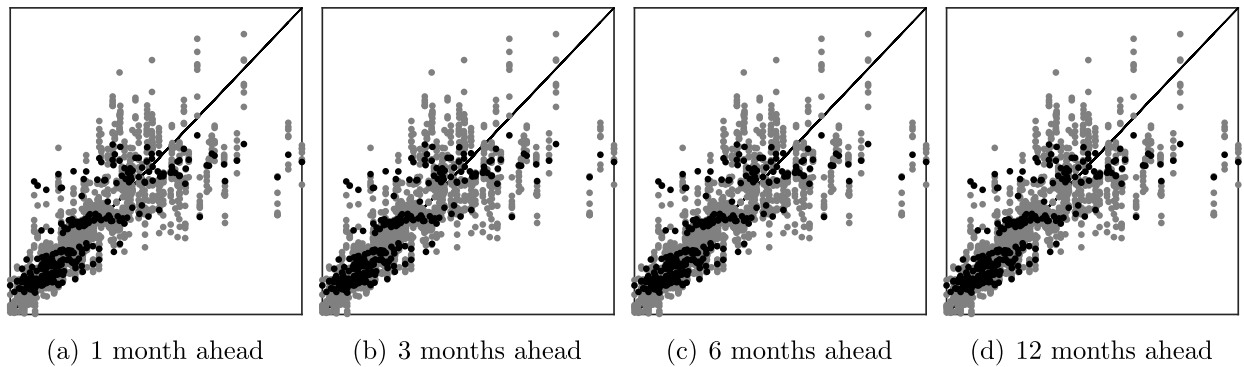 (a) 1 month ahead
(b) 3 months ahead
(c) 6 months ahead
(d) 12 months ahead